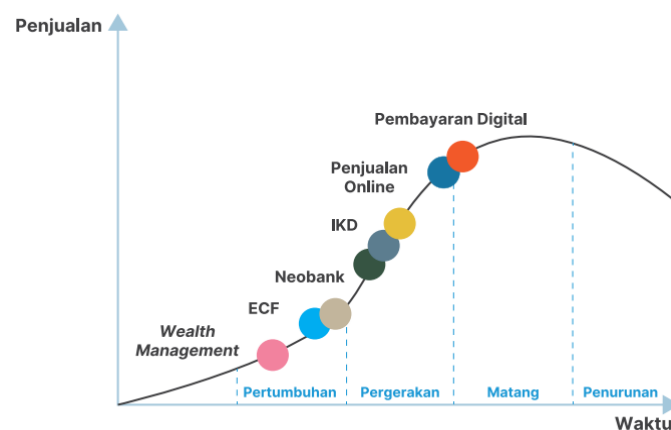 Penjualan
Pembayaran Digital
Penjualan
Online
IKD
Neobank
ECF
Wealth
Management
Pertumbuhan
Pergerakan
Matang
Penurunan
Waktu